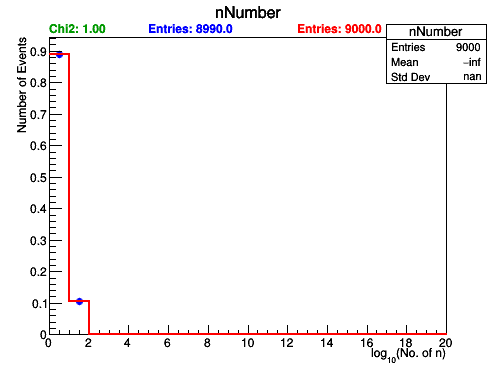 nNumber
Chi2: 1.00 Entries: 8990.0 Entries: 9000.0
nNumber
Entries 9000
Mean −inf
Std Dev nan
Number of Events
0.9
0.8
0.7
0.6
0.5
0.4
0.3
0.2
0.1
0
0 2 4 6 8 10 12 14 16 18 20
log10(No. of n)